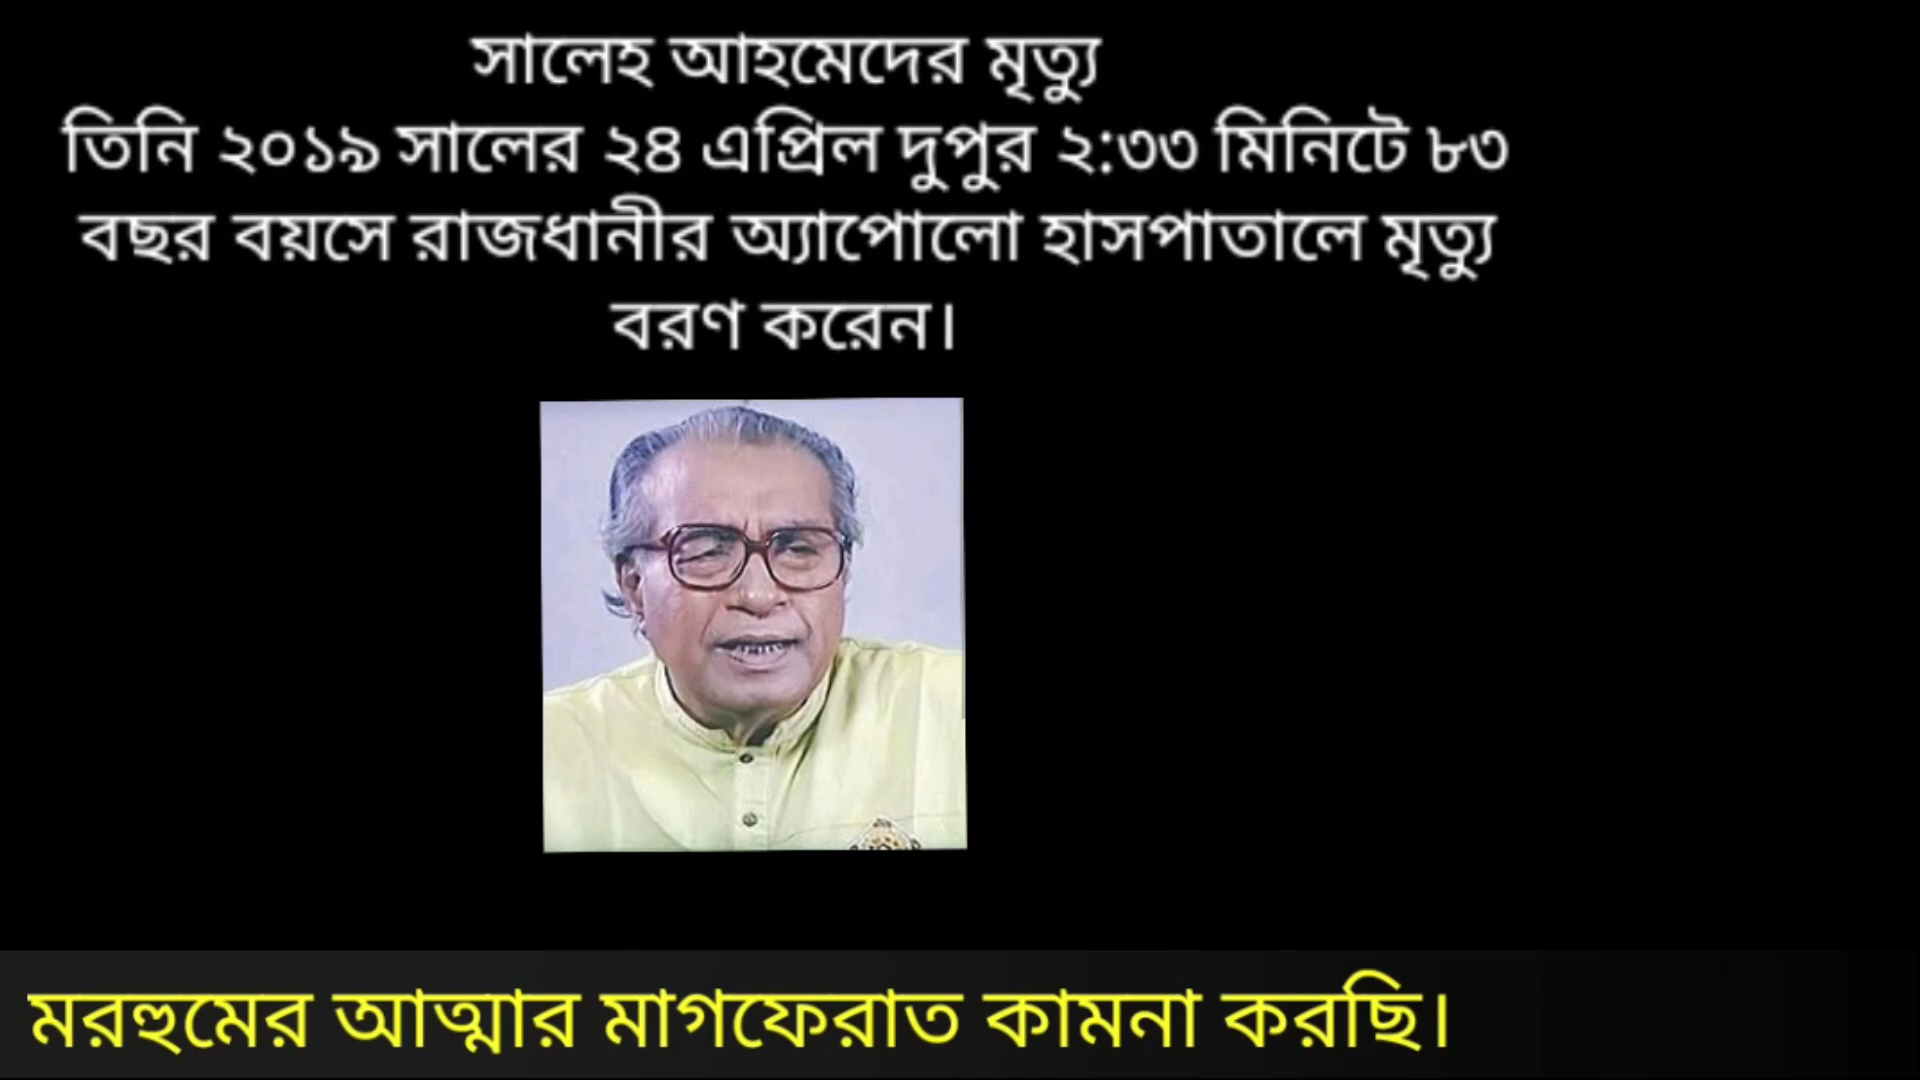 সালেহ আহমেদের মৃত্যু
তিনি ২০১৯ সালের ২৪ এপ্রিল দুপুর ২:৩৩ মিনিটে ৮৩
বছর বয়সে রাজধানীর অ্যাপোলো হাসপাতালে মৃত্যু
বরণ করেন।
মরহুমের আত্মার মাগফেরাত কামনা করছি।